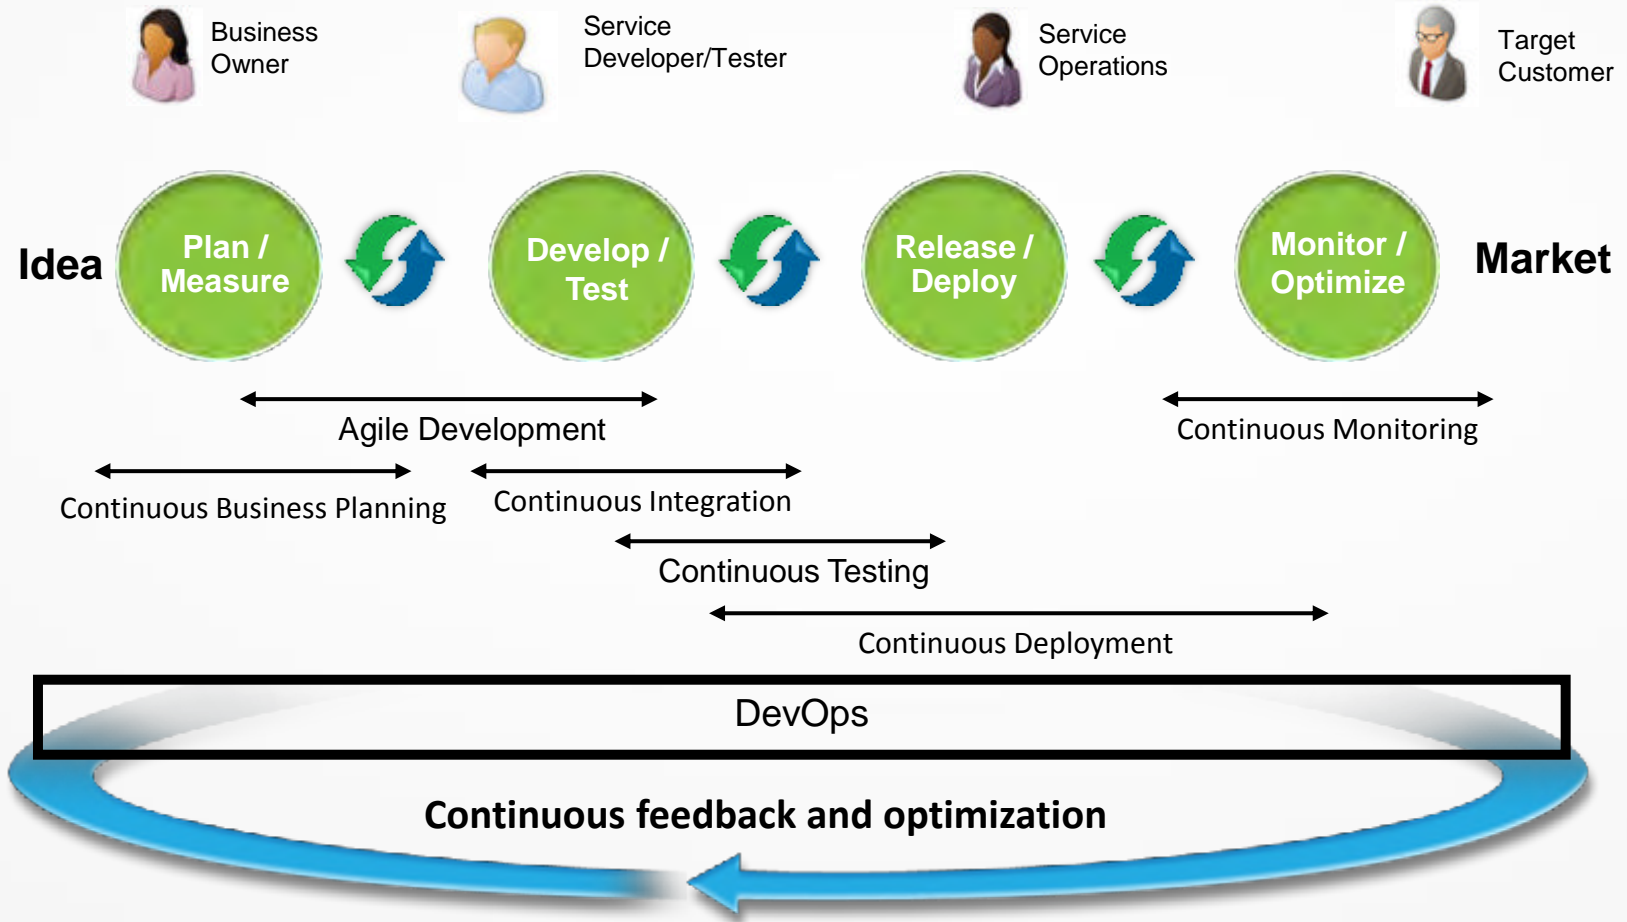 Business
Owner
Service
Developer/Tester
Service
Operations
Target
Customer
Idea
Plan /
Measure
Develop /
Test
Release /
Deploy
Monitor /
Optimize
Market
Agile Development
Continuous Monitoring
Continuous Business Planning
Continuous Integration
Continuous Testing
Continuous Deployment
DevOps
Continuous feedback and optimization